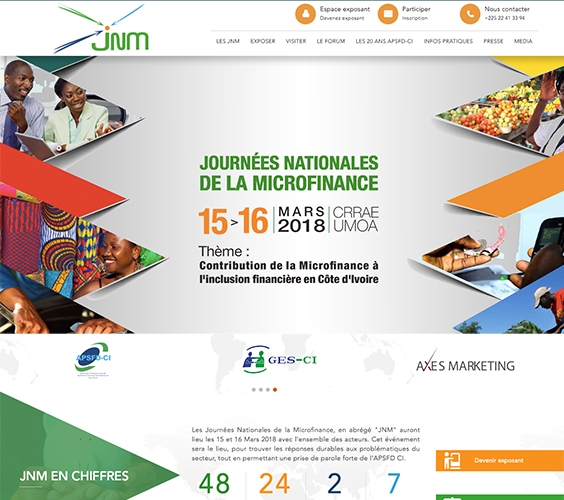 JNM
Espace exposant
Devenez exposant
Participer
Inscription
Nous contacter
+225 22 41 33 94
LES JNM EXPOSER VISITER LE FORUM LES 20 ANS APSFD-CI INFOS PRATIQUES PRESSE MEDIA
JOURNÉES NATIONALES
DE LA MICROFINANCE
15>16 MARS 2018 CRRAE UMOA
Thème :
Contribution de la Microfinance à
l'inclusion financière en Côte d'Ivoire
APSFD-CI
GES-CI
AXES MARKETING
Les Journées Nationales de la Microfinance, en abrégé "JNM" auront
lieu les 15 et 16 Mars 2018 avec l'ensemble des acteurs. Cet événement
sera le lieu, pour trouver les réponses durables aux problématiques du
secteur, tout en permettant une prise de parole forte de l'APSFD CI.
Devenir exposant
JNM EN CHIFFRES
48 24 2 7